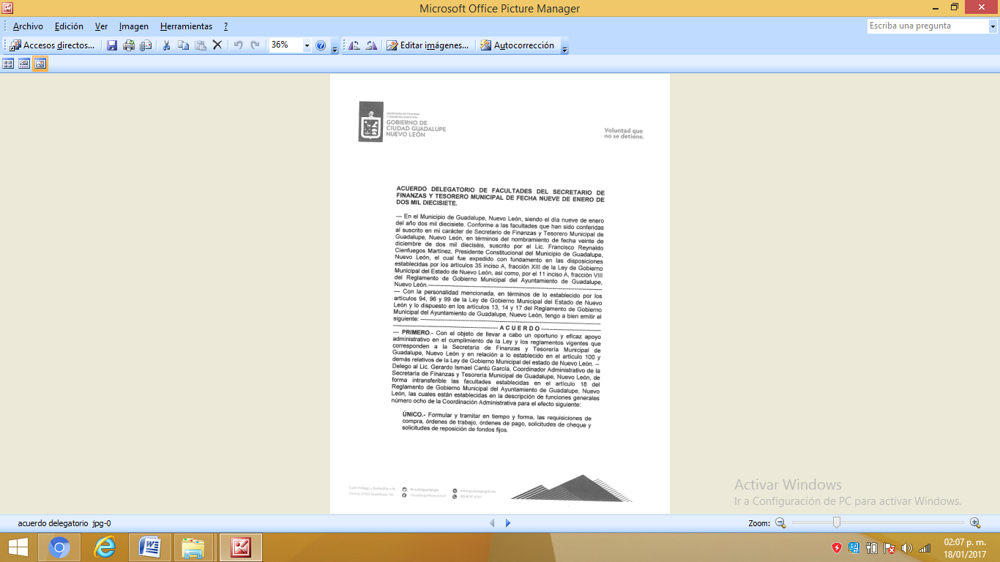 Microsoft Office Picture Manager
Archivo Edición Ver Imagen Herramientas ?
Escriba una pregunta
Accesos directos... 36% Editar imágenes... Autocorrección
SECRETARÍA DE FINANZAS
Y TESORERÍA MUNICIPAL
GOBIERNO DE
CIUDAD GUADALUPE
NUEVO LEÓN
Voluntad que
no se detiene.
ACUERDO DELEGATORIO DE FACULTADES DEL SECRETARIO DE
FINANZAS Y TESORERO MUNICIPAL DE FECHA NUEVE DE ENERO DE
DOS MIL DIECISIETE.
--- En el Municipio de Guadalupe, Nuevo León, siendo el día nueve de enero
del año dos mil diecisiete. Conforme a las facultades que han sido conferidas
al suscrito en mi carácter de Secretario de Finanzas y Tesorero Municipal de
Guadalupe, Nuevo León, en términos del nombramiento de fecha veinte de
diciembre de dos mil dieciséis, suscrito por el Lic. Francisco Reynaldo
Cienfuegos Martínez, Presidente Constitucional del Municipio de Guadalupe,
Nuevo León, el cual fue expedido con fundamento en las disposiciones
establecidas por los artículos 35 inciso A, fracción XIII de la Ley de Gobierno
Municipal del Estado de Nuevo León, así como, por el 11 inciso A, fracción VIII
del Reglamento de Gobierno Municipal del Ayuntamiento de Guadalupe,
Nuevo León.---
--- Con la personalidad mencionada, en términos de lo establecido por los
artículos 94, 96 y 99 de la Ley de Gobierno Municipal del Estado de Nuevo
León y lo dispuesto en los artículos 13, 14 y 17 del Reglamento de Gobierno
Municipal del Ayuntamiento de Guadalupe, Nuevo León, tengo a bien emitir el
siguiente: ---
--- A C U E R D O ---
--- PRIMERO.- Con el objeto de llevar a cabo un oportuno y eficaz apoyo
administrativo en el cumplimiento de la Ley y los reglamentos vigentes que
corresponden a la Secretaria de Finanzas y Tesorería Municipal de
Guadalupe, Nuevo León y en relación a lo establecido en el artículo 100 y
demás relativos de la Ley de Gobierno Municipal del estado de Nuevo León. --
Delego al Lic. Gerardo Ismael Cantú García, Coordinador Administrativo de la
Secretaría de Finanzas y Tesorería Municipal de Guadalupe, Nuevo León, de
forma intransferible las facultades establecidas en el artículo 18 del
Reglamento de Gobierno Municipal del Ayuntamiento de Guadalupe, Nuevo
León, las cuales están establecidas en la descripción de funciones generales
número ocho de la Coordinación Administrativa para el efecto siguiente:
ÚNICO.- Formular y tramitar en tiempo y forma, las requisiciones de
compra, órdenes de trabajo, órdenes de pago, solicitudes de cheque y
solicitudes de reposición de fondos fijos.
Activar Windows
Ir a Configuración de PC para activar Windows.
acuerdo delegatorio jpg-0 Zoom:
02:07 p. m.
18/01/2017